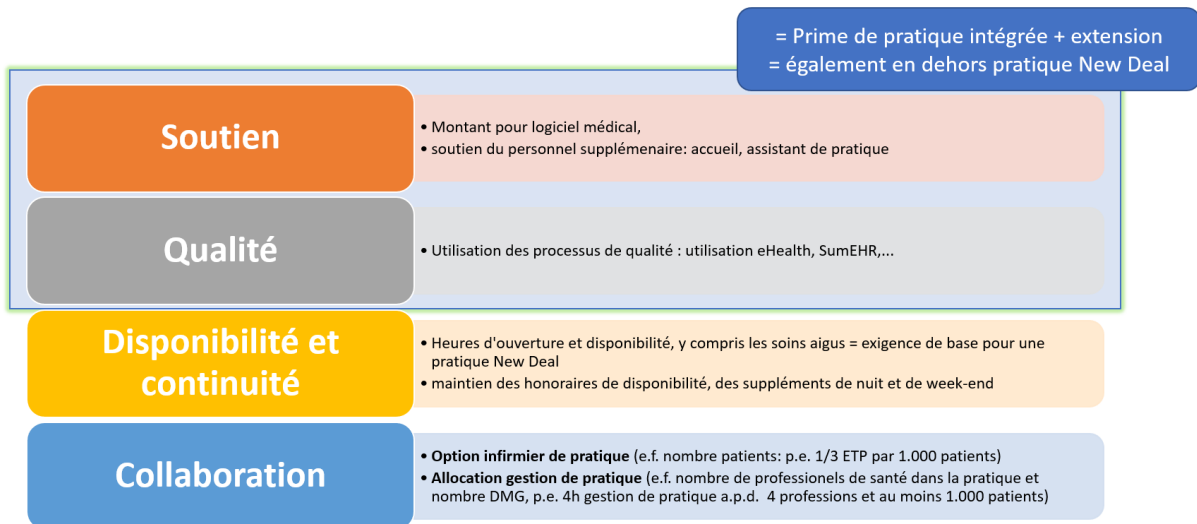 = Prime de pratique intégrée + extension
= également en dehors pratique New Deal
Soutien
• Montant pour logiciel médical,
• soutien du personnel supplémenaire: accueil, assistant de pratique
Qualité
• Utilisation des processus de qualité : utilisation eHealth, SumEHR,...
Disponibilité et
continuité
• Heures d'ouverture et disponibilité, y compris les soins aigus = exigence de base pour une
pratique New Deal
• maintien des honoraires de disponibilité, des suppléments de nuit et de week-end
Collaboration
• Option infirmier de pratique (e.f. nombre patients: p.e. 1/3 ETP par 1.000 patients)
• Allocation gestion de pratique (e.f. nombre de professionels de santé dans la pratique et
nombre DMG, p.e. 4h gestion de pratique a.p.d. 4 professions et au moins 1.000 patients)